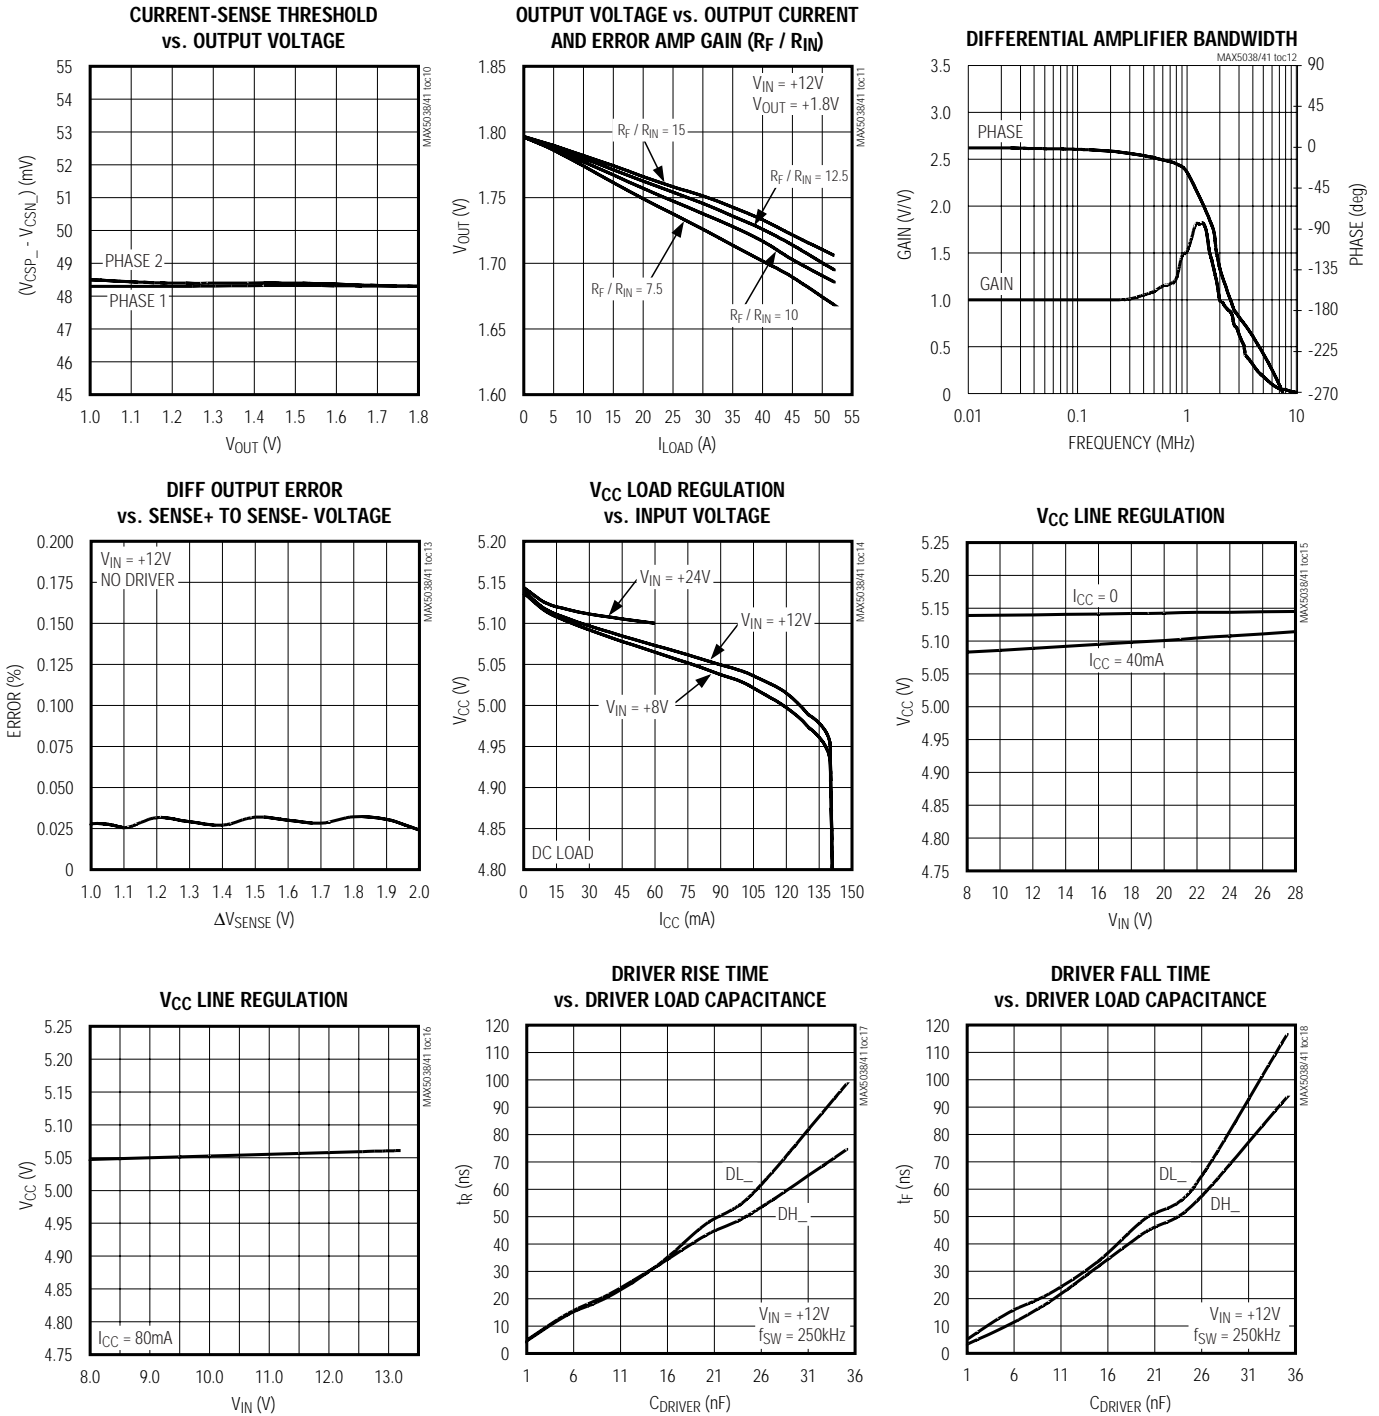 CURRENT-SENSE THRESHOLD
vs. OUTPUT VOLTAGE
MAX5038/41 toc10
(VCSP_ - VCSN_) (mV)
55
54
53
52
51
50
49
48
47
46
45
PHASE 2
PHASE 1
1.0 1.1 1.2 1.3 1.4 1.5 1.6 1.7 1.8
VOUT (V)
OUTPUT VOLTAGE vs. OUTPUT CURRENT
AND ERROR AMP GAIN (RF / RIN)
MAX5038/41 toc11
VOUT (V)
1.85
1.80
1.75
1.70
1.65
1.60
VIN = +12V
VOUT = +1.8V
RF / RIN = 15
RF / RIN = 12.5
RF / RIN = 7.5
RF / RIN = 10
0 5 10 15 20 25 30 35 40 45 50 55
ILOAD (A)
DIFFERENTIAL AMPLIFIER BANDWIDTH
MAX5038/41 toc12
GAIN (V/V)
3.5
3.0
2.5
2.0
1.5
1.0
0.5
0
PHASE
GAIN
90
45
0
-45
-90
-135
-180
-225
-270
PHASE (deg)
0.01 0.1 1 10
FREQUENCY (MHz)
DIFF OUTPUT ERROR
vs. SENSE+ TO SENSE- VOLTAGE
MAX5038/41 toc13
ERROR (%)
0.200
0.175
0.150
0.125
0.100
0.075
0.050
0.025
0
VIN = +12V
NO DRIVER
1.0 1.1 1.2 1.3 1.4 1.5 1.6 1.7 1.8 1.9 2.0
ΔVSENSE (V)
VCC LOAD REGULATION
vs. INPUT VOLTAGE
MAX5038/41 toc14
VCC (V)
5.20
5.15
5.10
5.05
5.00
4.95
4.90
4.85
4.80
VIN = +24V
VIN = +12V
VIN = +8V
DC LOAD
0 15 30 45 60 75 90 105 120 135 150
ICC (mA)
VCC LINE REGULATION
MAX5038/41 toc15
VCC (V)
5.25
5.20
5.15
5.10
5.05
5.00
4.95
4.90
4.85
4.80
4.75
ICC = 0
ICC = 40mA
8 10 12 14 16 18 20 22 24 26 28
VIN (V)
VCC LINE REGULATION
MAX5038/41 toc16
VCC (V)
5.25
5.20
5.15
5.10
5.05
5.00
4.95
4.90
4.85
4.80
4.75
ICC = 80mA
8.0 9.0 10.0 11.0 12.0 13.0
VIN (V)
DRIVER RISE TIME
vs. DRIVER LOAD CAPACITANCE
MAX5038/41 toc17
tR (ns)
120
110
100
90
80
70
60
50
40
30
20
10
0
DL_
DH_
VIN = +12V
fSW = 250kHz
1 6 11 16 21 26 31 36
CDRIVER (nF)
DRIVER FALL TIME
vs. DRIVER LOAD CAPACITANCE
MAX5038/41 toc18
tF (ns)
120
110
100
90
80
70
60
50
40
30
20
10
0
DL_
DH_
VIN = +12V
fSW = 250kHz
1 6 11 16 21 26 31 36
CDRIVER (nF)